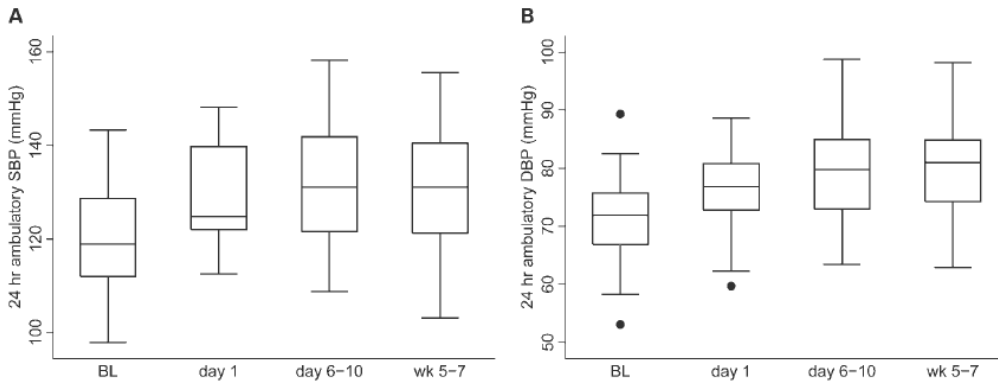 A
24 hr ambulatory SBP (mmHg)
160
140
120
100
BL day 1 day 6–10 wk 5–7
B
24 hr ambulatory DBP (mmHg)
100
90
80
70
60
50
BL day 1 day 6–10 wk 5–7